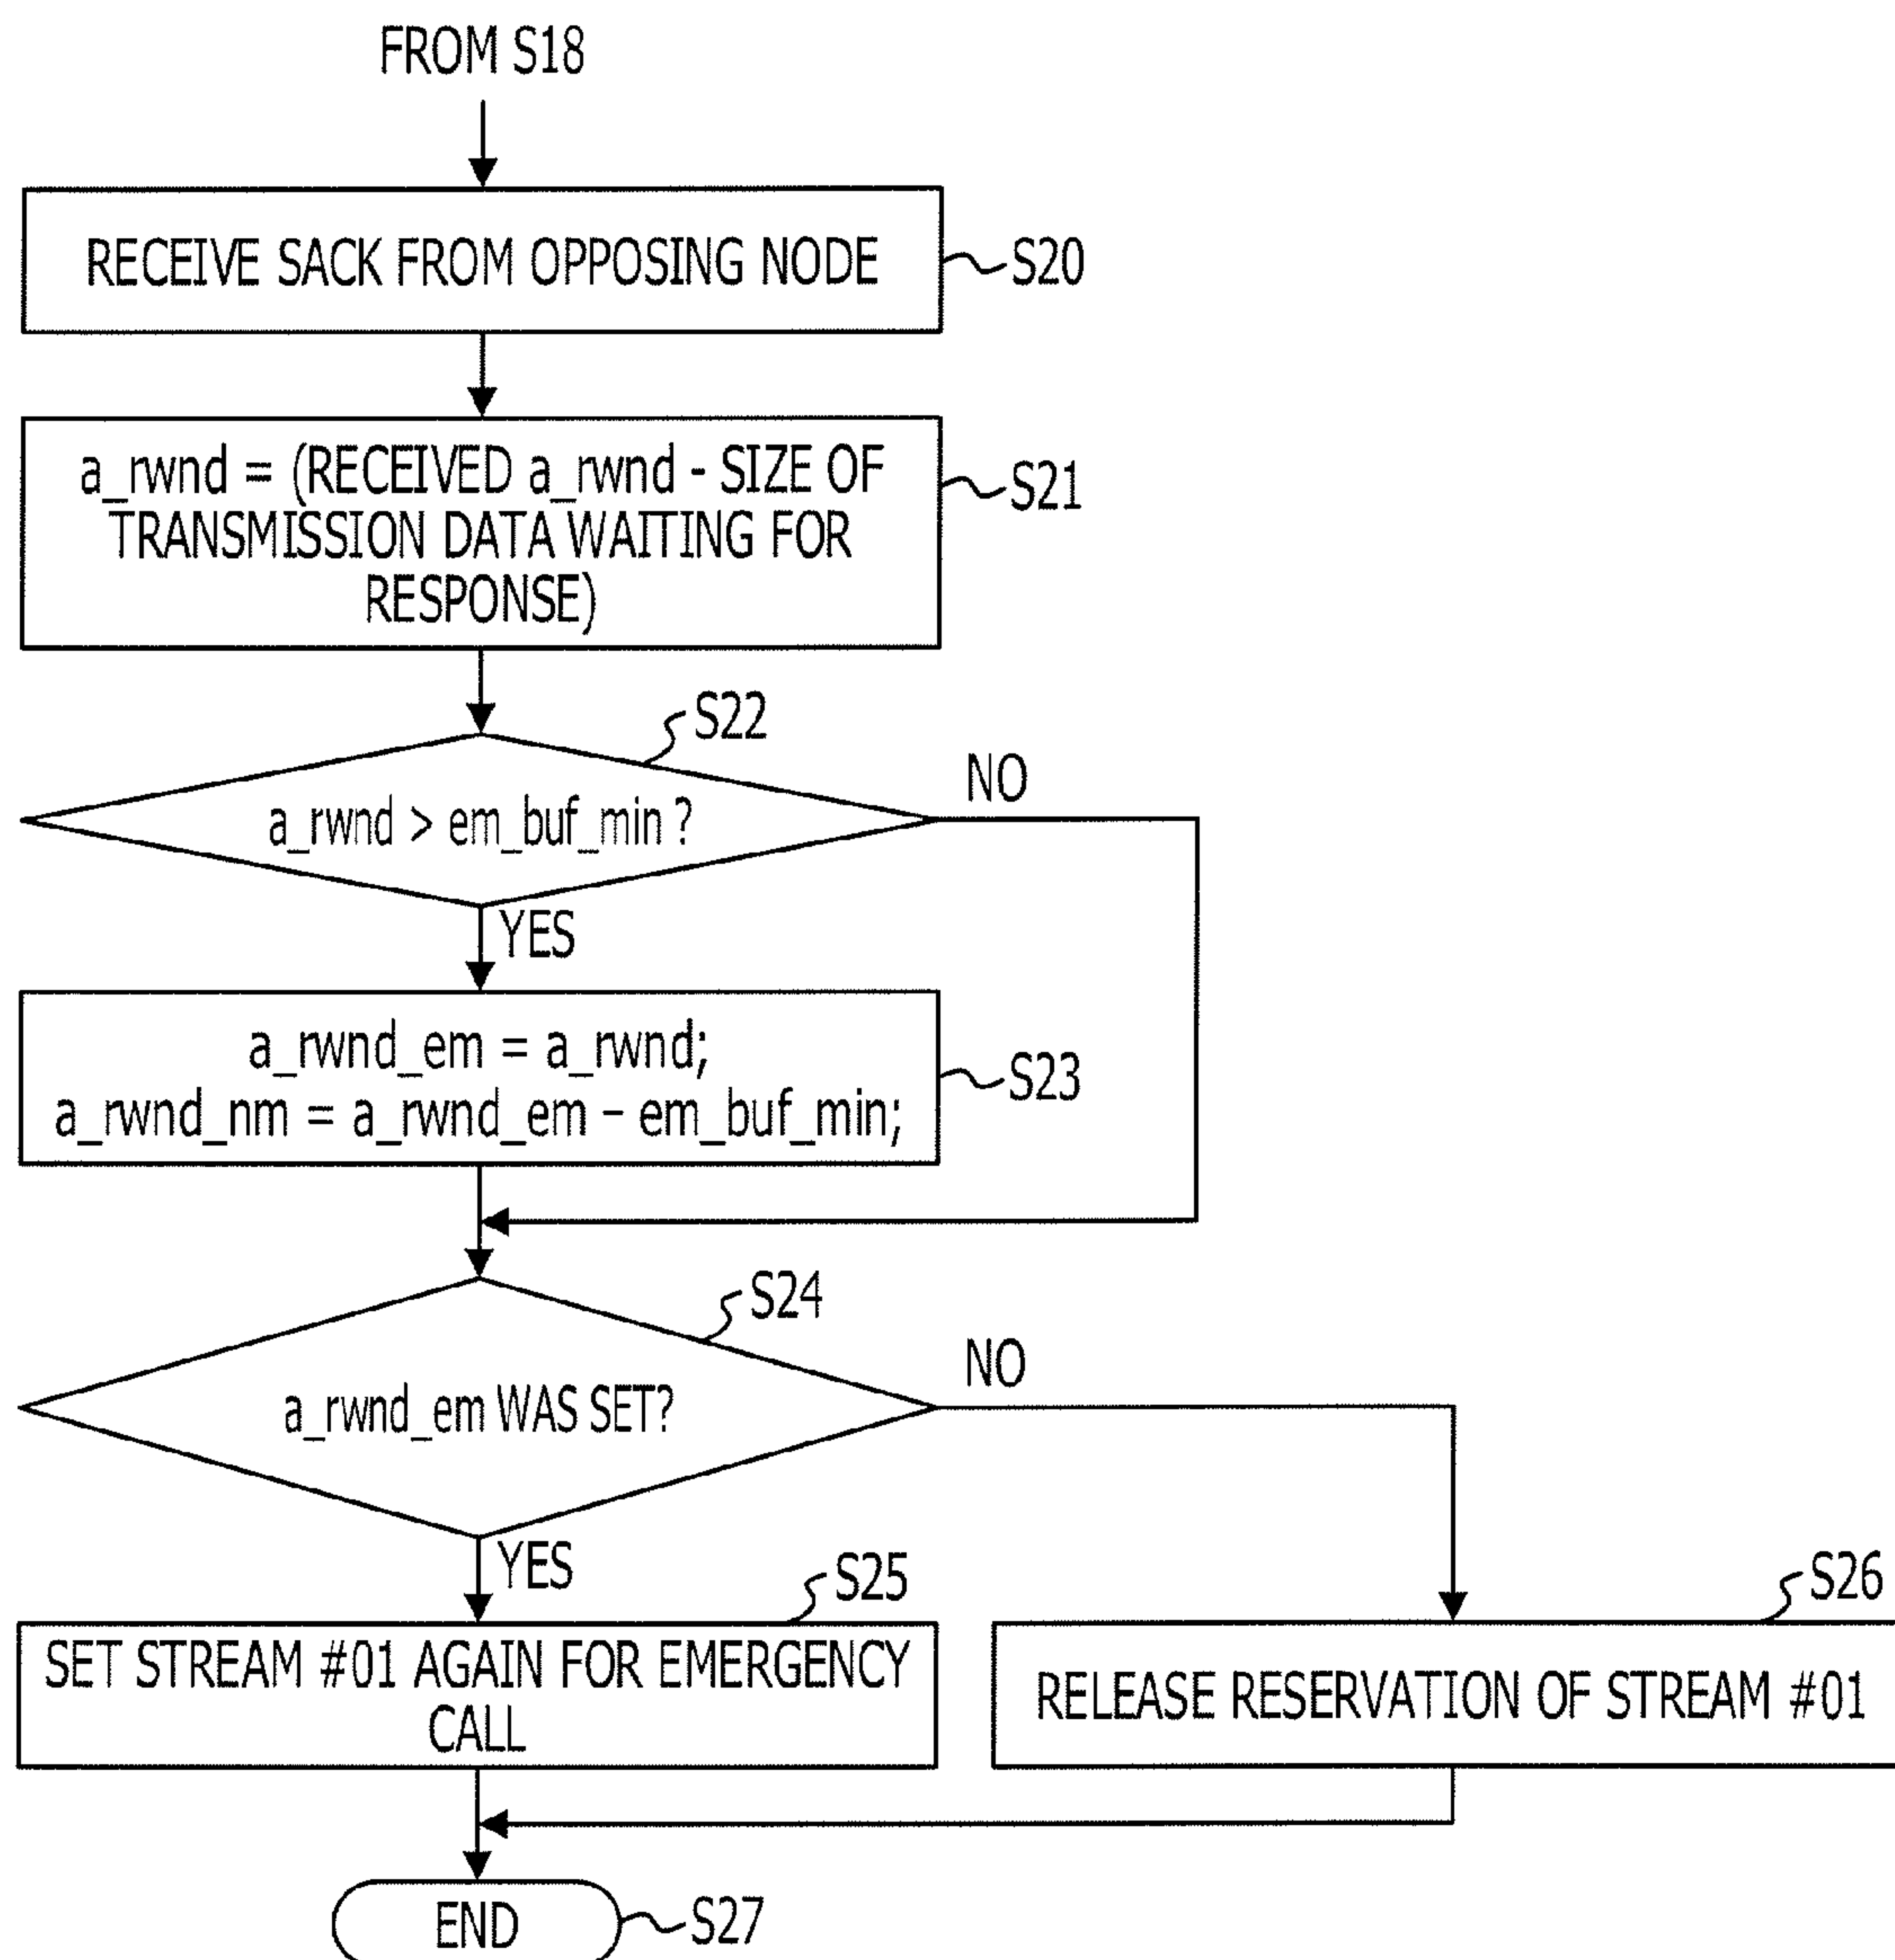 FROM S18
RECEIVE SACK FROM OPPOSING NODE
S20
a_rwnd = (RECEIVED a_rwnd - SIZE OF
TRANSMISSION DATA WAITING FOR
RESPONSE)
S21
S22
a_rwnd > em_buf_min ?
NO
YES
a_rwnd_em = a_rwnd;
a_rwnd_nm = a_rwnd_em – em_buf_min;
S23
S24
a_rwnd_em WAS SET?
NO
YES
S25
SET STREAM #01 AGAIN FOR EMERGENCY
CALL
S26
RELEASE RESERVATION OF STREAM #01
END
S27